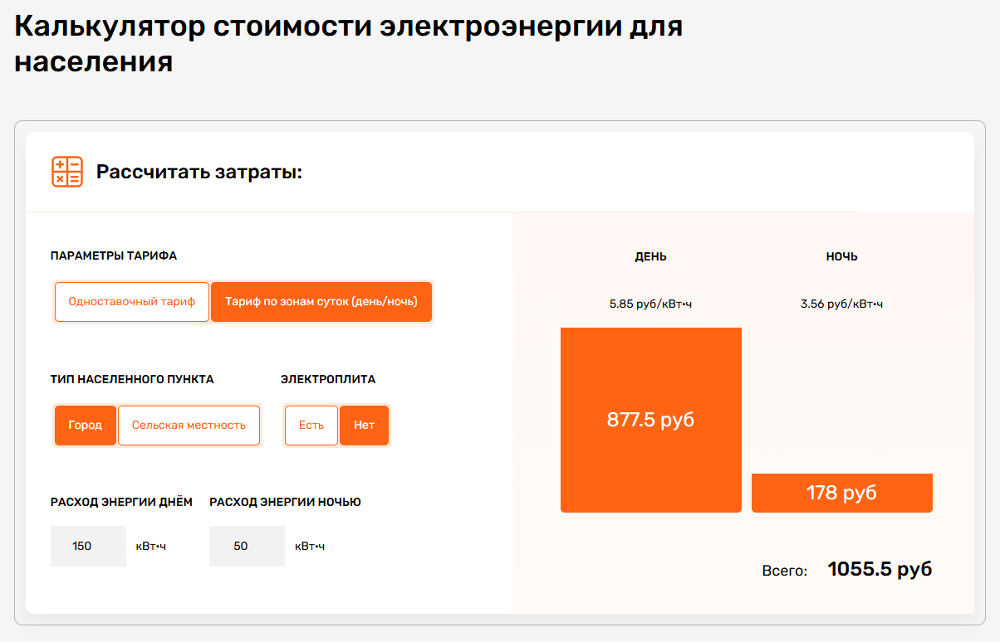 Калькулятор стоимости электроэнергии для
населения
Рассчитать затраты:
ПАРАМЕТРЫ ТАРИФА
Одноставочный тариф
Тариф по зонам суток (день/ночь)
ТИП НАСЕЛЕННОГО ПУНКТА
ЭЛЕКТРОПЛИТА
Город
Сельская местность
Есть
Нет
РАСХОД ЭНЕРГИИ ДНЁМ
РАСХОД ЭНЕРГИИ НОЧЬЮ
150
кВт·ч
50
кВт·ч
ДЕНЬ
НОЧЬ
5.85 руб/кВт·ч
3.56 руб/кВт·ч
877.5 руб
178 руб
Всего: 1055.5 руб